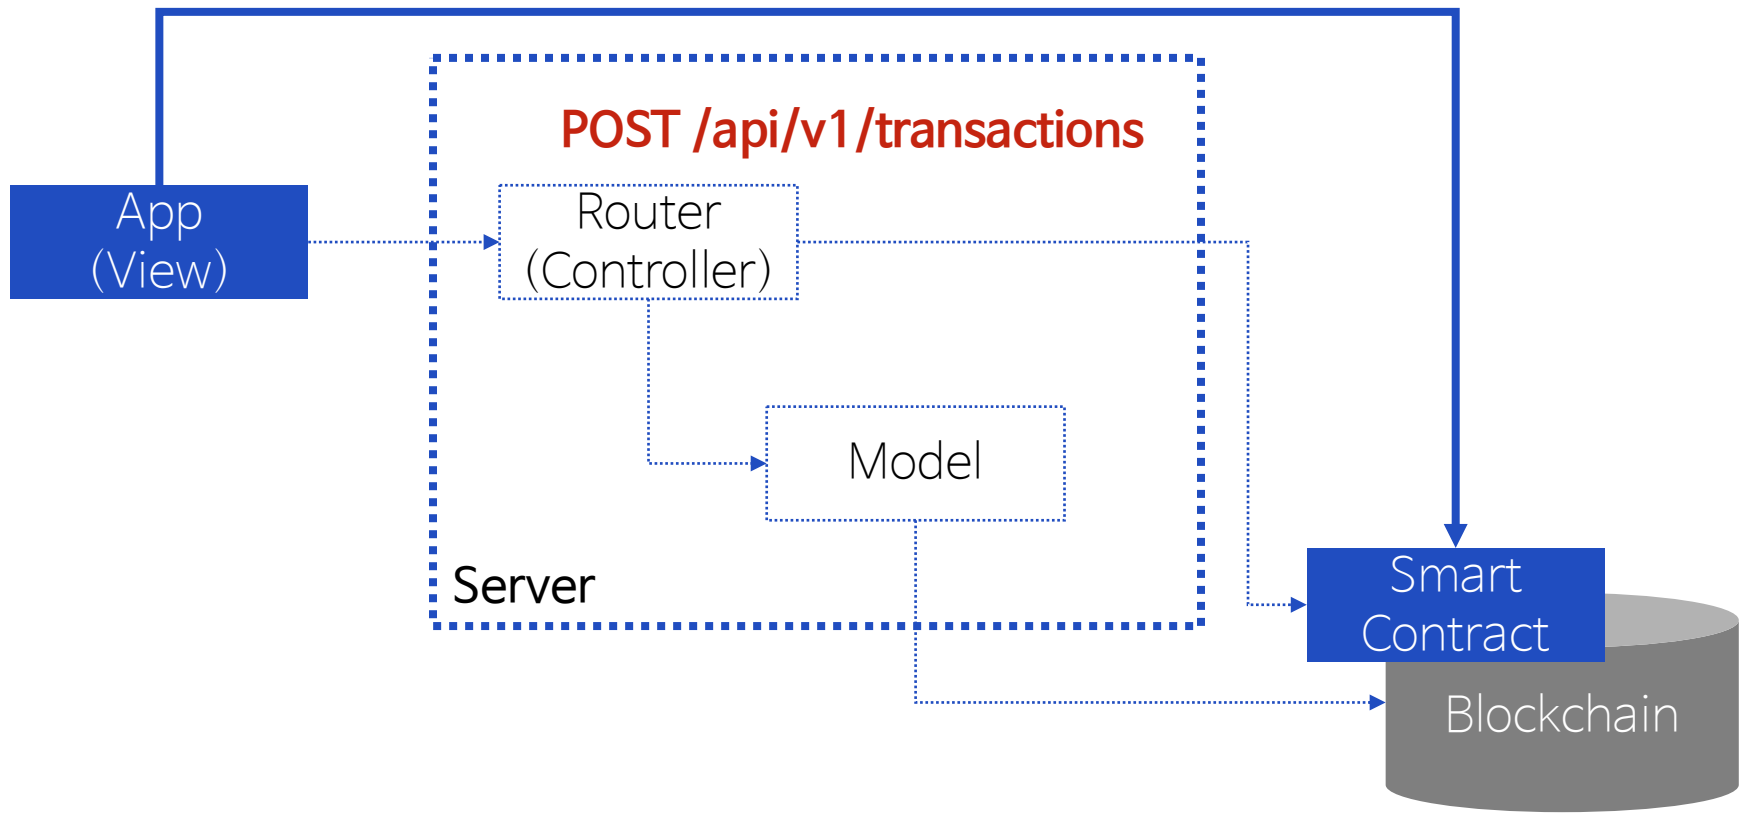 POST /api/v1/transactions
App
(View)
Router
(Controller)
Model
Server
Smart
Contract
Blockchain